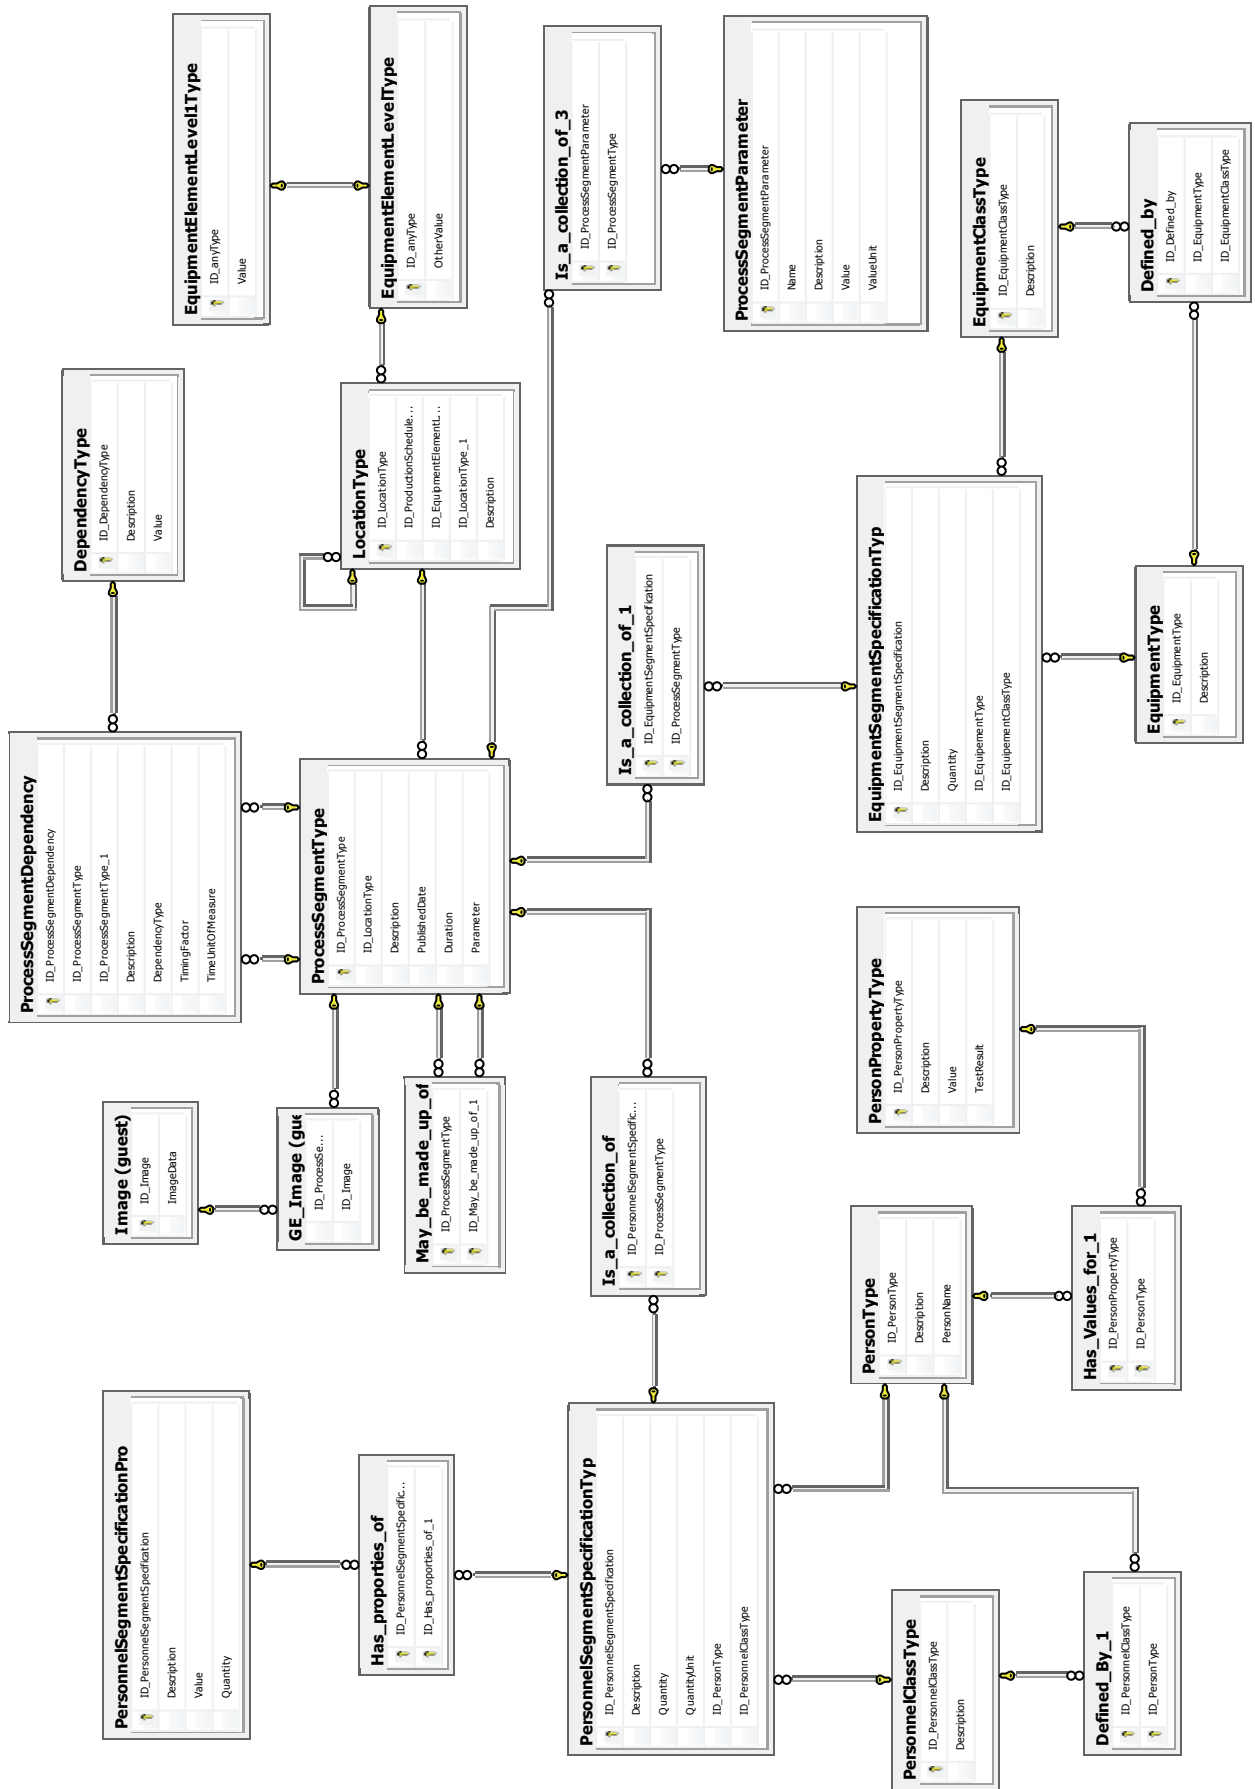 PersonnelSegmentSpecificationPro
ID_PersonnelSegmentSpecification
Description
Value
Quantity
Has_proporties_of
ID_PersonnelSegmentSpecific...
ID_Has_proporties_of_1
PersonnelSegmentSpecificationTyp
ID_PersonnelSegmentSpecification
Description
Quantity
QuantityUnit
ID_PersonType
ID_PersonnelClassType
PersonnelClassType
ID_PersonnelClassType
Description
Defined_By_1
ID_PersonnelClassType
ID_PersonType
Image (guest)
ID_Image
ImageData
GE_Image (gue
ID_ProcessSe...
ID_Image
May_be_made_up_of
ID_ProcessSegmentType
ID_May_be_made_up_of_1
Is_a_collection_of
ID_PersonnelSegmentSpecific...
ID_ProcessSegmentType
PersonType
ID_PersonType
Description
PersonName
Has_Values_for_1
ID_PersonPropertyType
ID_PersonType
PersonPropertyType
ID_PersonPropertyType
Description
Value
TestResult
ProcessSegmentDependency
ID_ProcessSegmentDependency
ID_ProcessSegmentType
ID_ProcessSegmentType_1
Description
DependencyType
TimingFactor
TimeUnitOfMeasure
ProcessSegmentType
ID_ProcessSegmentType
ID_LocationType
Description
PublishedDate
Duration
Parameter
Is_a_collection_of_1
ID_EquipmentSegmentSpecification
ID_ProcessSegmentType
EquipmentSegmentSpecificationTyp
ID_EquipmentSegmentSpecification
Description
Quantity
ID_EquipementType
ID_EquipementClassType
EquipmentType
ID_EquipmentType
Description
DependencyType
ID_DependencyType
Description
Value
LocationType
ID_LocationType
ID_ProductionSchedule...
ID_EquipmentElementL...
ID_LocationType_1
Description
EquipmentElementLevel1Type
ID_anyType
Value
EquipmentElementLevelType
ID_anyType
OtherValue
Is_a_collection_of_3
ID_ProcessSegmentParameter
ID_ProcessSegmentType
ProcessSegmentParameter
ID_ProcessSegmentParameter
Name
Description
Value
ValueUnit
EquipmentClassType
ID_EquipmentClassType
Description
Defined_by
ID_Defined_by
ID_EquipmentType
ID_EquipmentClassType